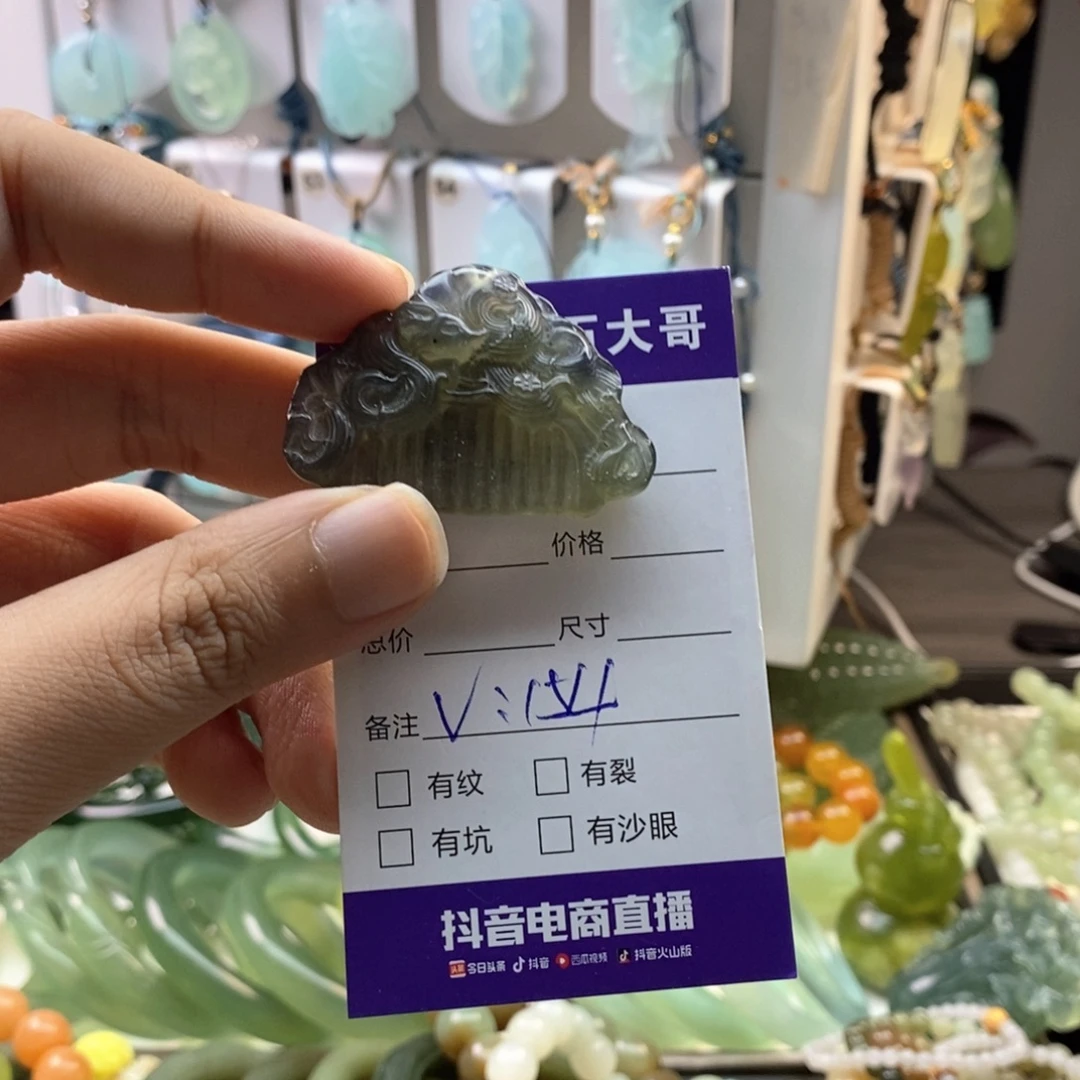 大哥
价格
总价 尺寸
备注
有纹 有裂
有坑 有沙眼
抖音电商直播
头条 今日头条 抖音 西瓜视频 抖音火山版